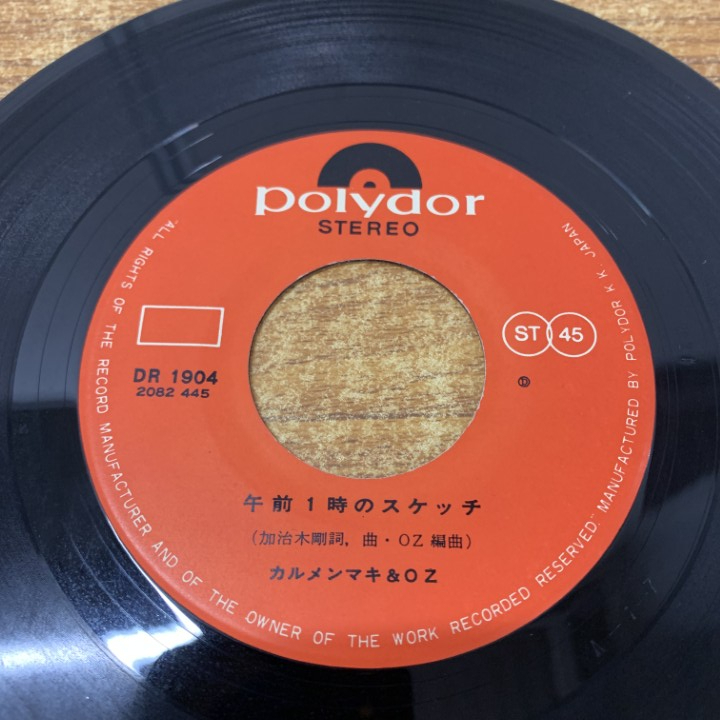 polydor
STEREO
ST 45
DR 1904
2082 445
午前1時のスケッチ
(加治木剛詞,曲・OZ編曲)
カルメンマキ&OZ
"ALL RIGHTS OF THE RECORD MANUFACTURER AND OF THE OWNER OF THE WORK RECORDED RESERVED." MANUFACTURED BY POLYDOR K.K. JAPAN